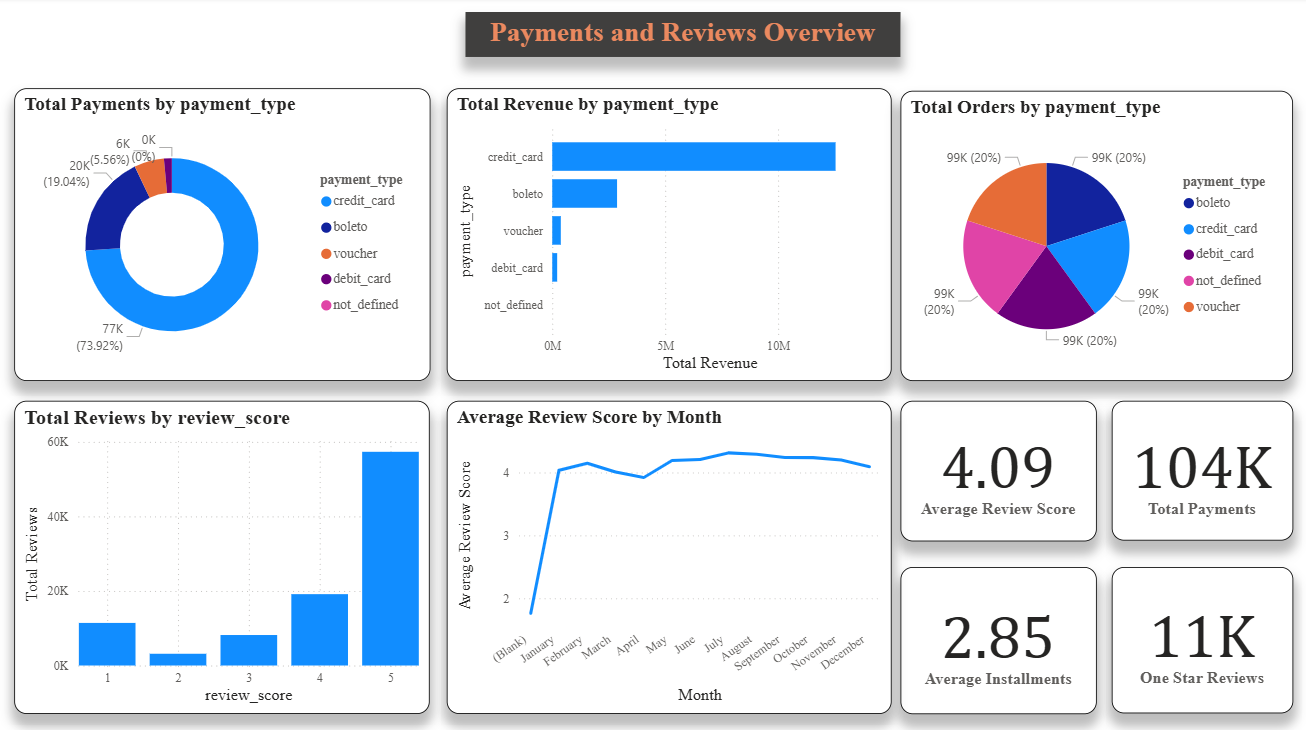 Payments and Reviews Overview
Total Payments by payment_type
6K
(5.56%)
0K
(0%)
20K
(19.04%)
77K
(73.92%)
payment_type
credit_card
boleto
voucher
debit_card
not_defined
Total Revenue by payment_type
payment_type
credit_card
boleto
voucher
debit_card
not_defined
0M
5M
10M
Total Revenue
Total Orders by payment_type
99K (20%)
99K (20%)
99K
(20%)
99K
(20%)
99K (20%)
payment_type
boleto
credit_card
debit_card
not_defined
voucher
Total Reviews by review_score
Total Reviews
60K
40K
20K
0K
1
2
3
4
5
review_score
Average Review Score by Month
Average Review Score
4
3
2
(Blank)
January
February
March
April
May
June
July
August
September
October
November
December
Month
4.09
Average Review Score
104K
Total Payments
2.85
Average Installments
11K
One Star Reviews